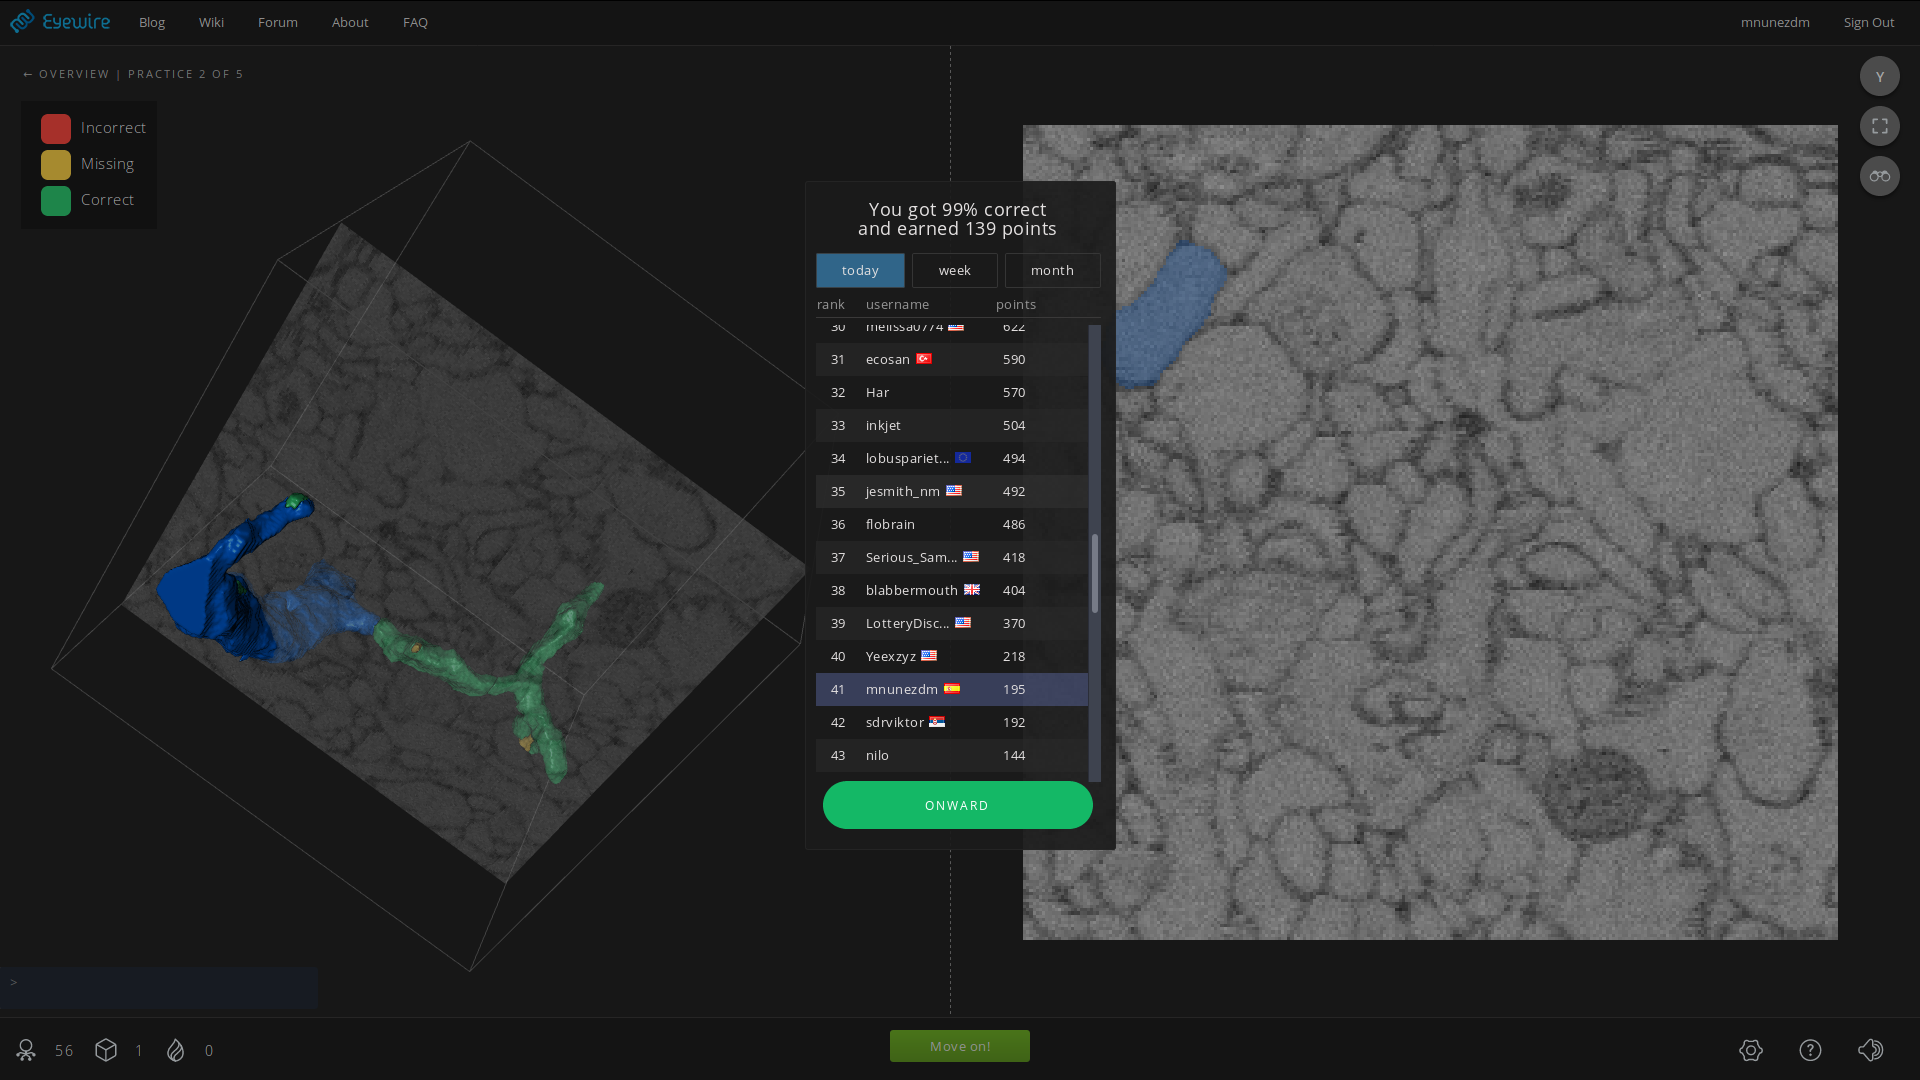 Eyewire Blog Wiki Forum About FAQ mnunezdm Sign Out
← OVERVIEW | PRACTICE 2 OF 5
Y
Incorrect
Missing
Correct
You got 99% correct
and earned 139 points
today week month
rank username points
30 melissa0774 622
31 ecosan 590
32 Har 570
33 inkjet 504
34 lobuspariet... 494
35 jesmith_nm 492
36 flobrain 486
37 Serious_Sam... 418
38 blabbermouth 404
39 LotteryDisc... 370
40 Yeexzyz 218
41 mnunezdm 195
42 sdrviktor 192
43 nilo 144
ONWARD
>
56 1 0 Move on! ?